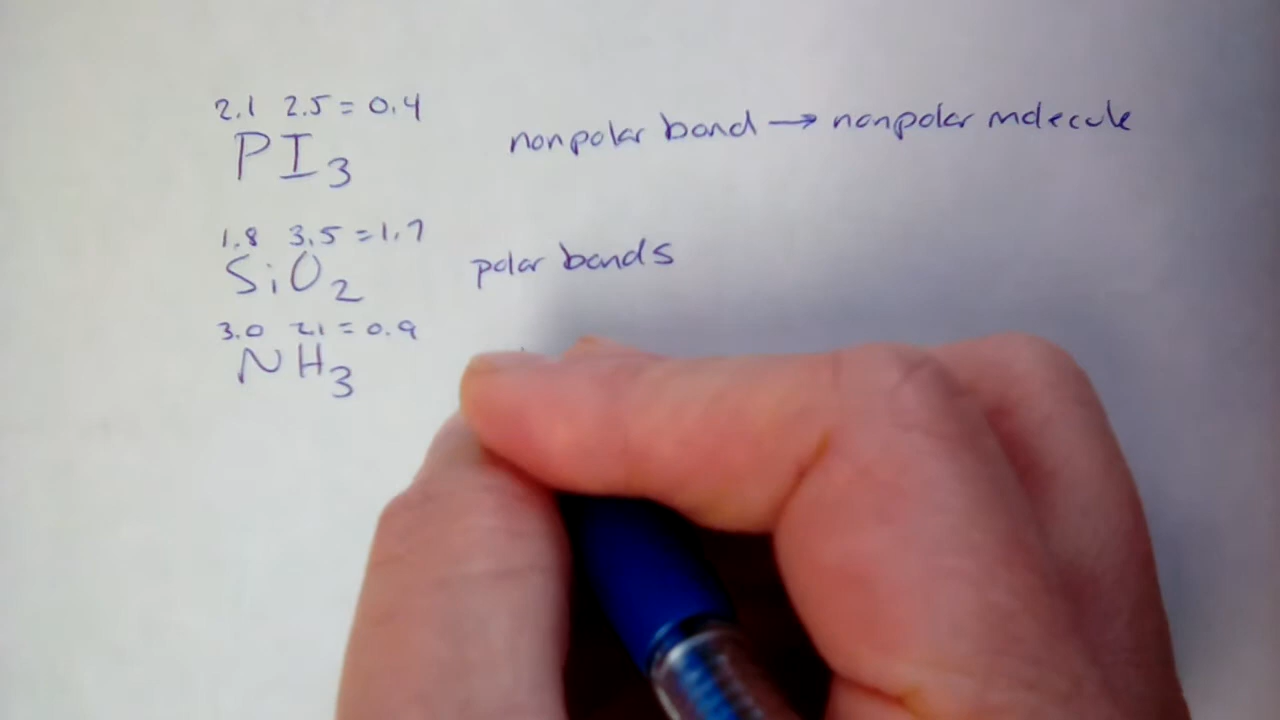 2.1 2.5 = 0.4
PI3 nonpolar bond → nonpolar molecule
1.8 3.5 = 1.7
SiO2 polar bonds
3.0 2.1 = 0.9
NH3